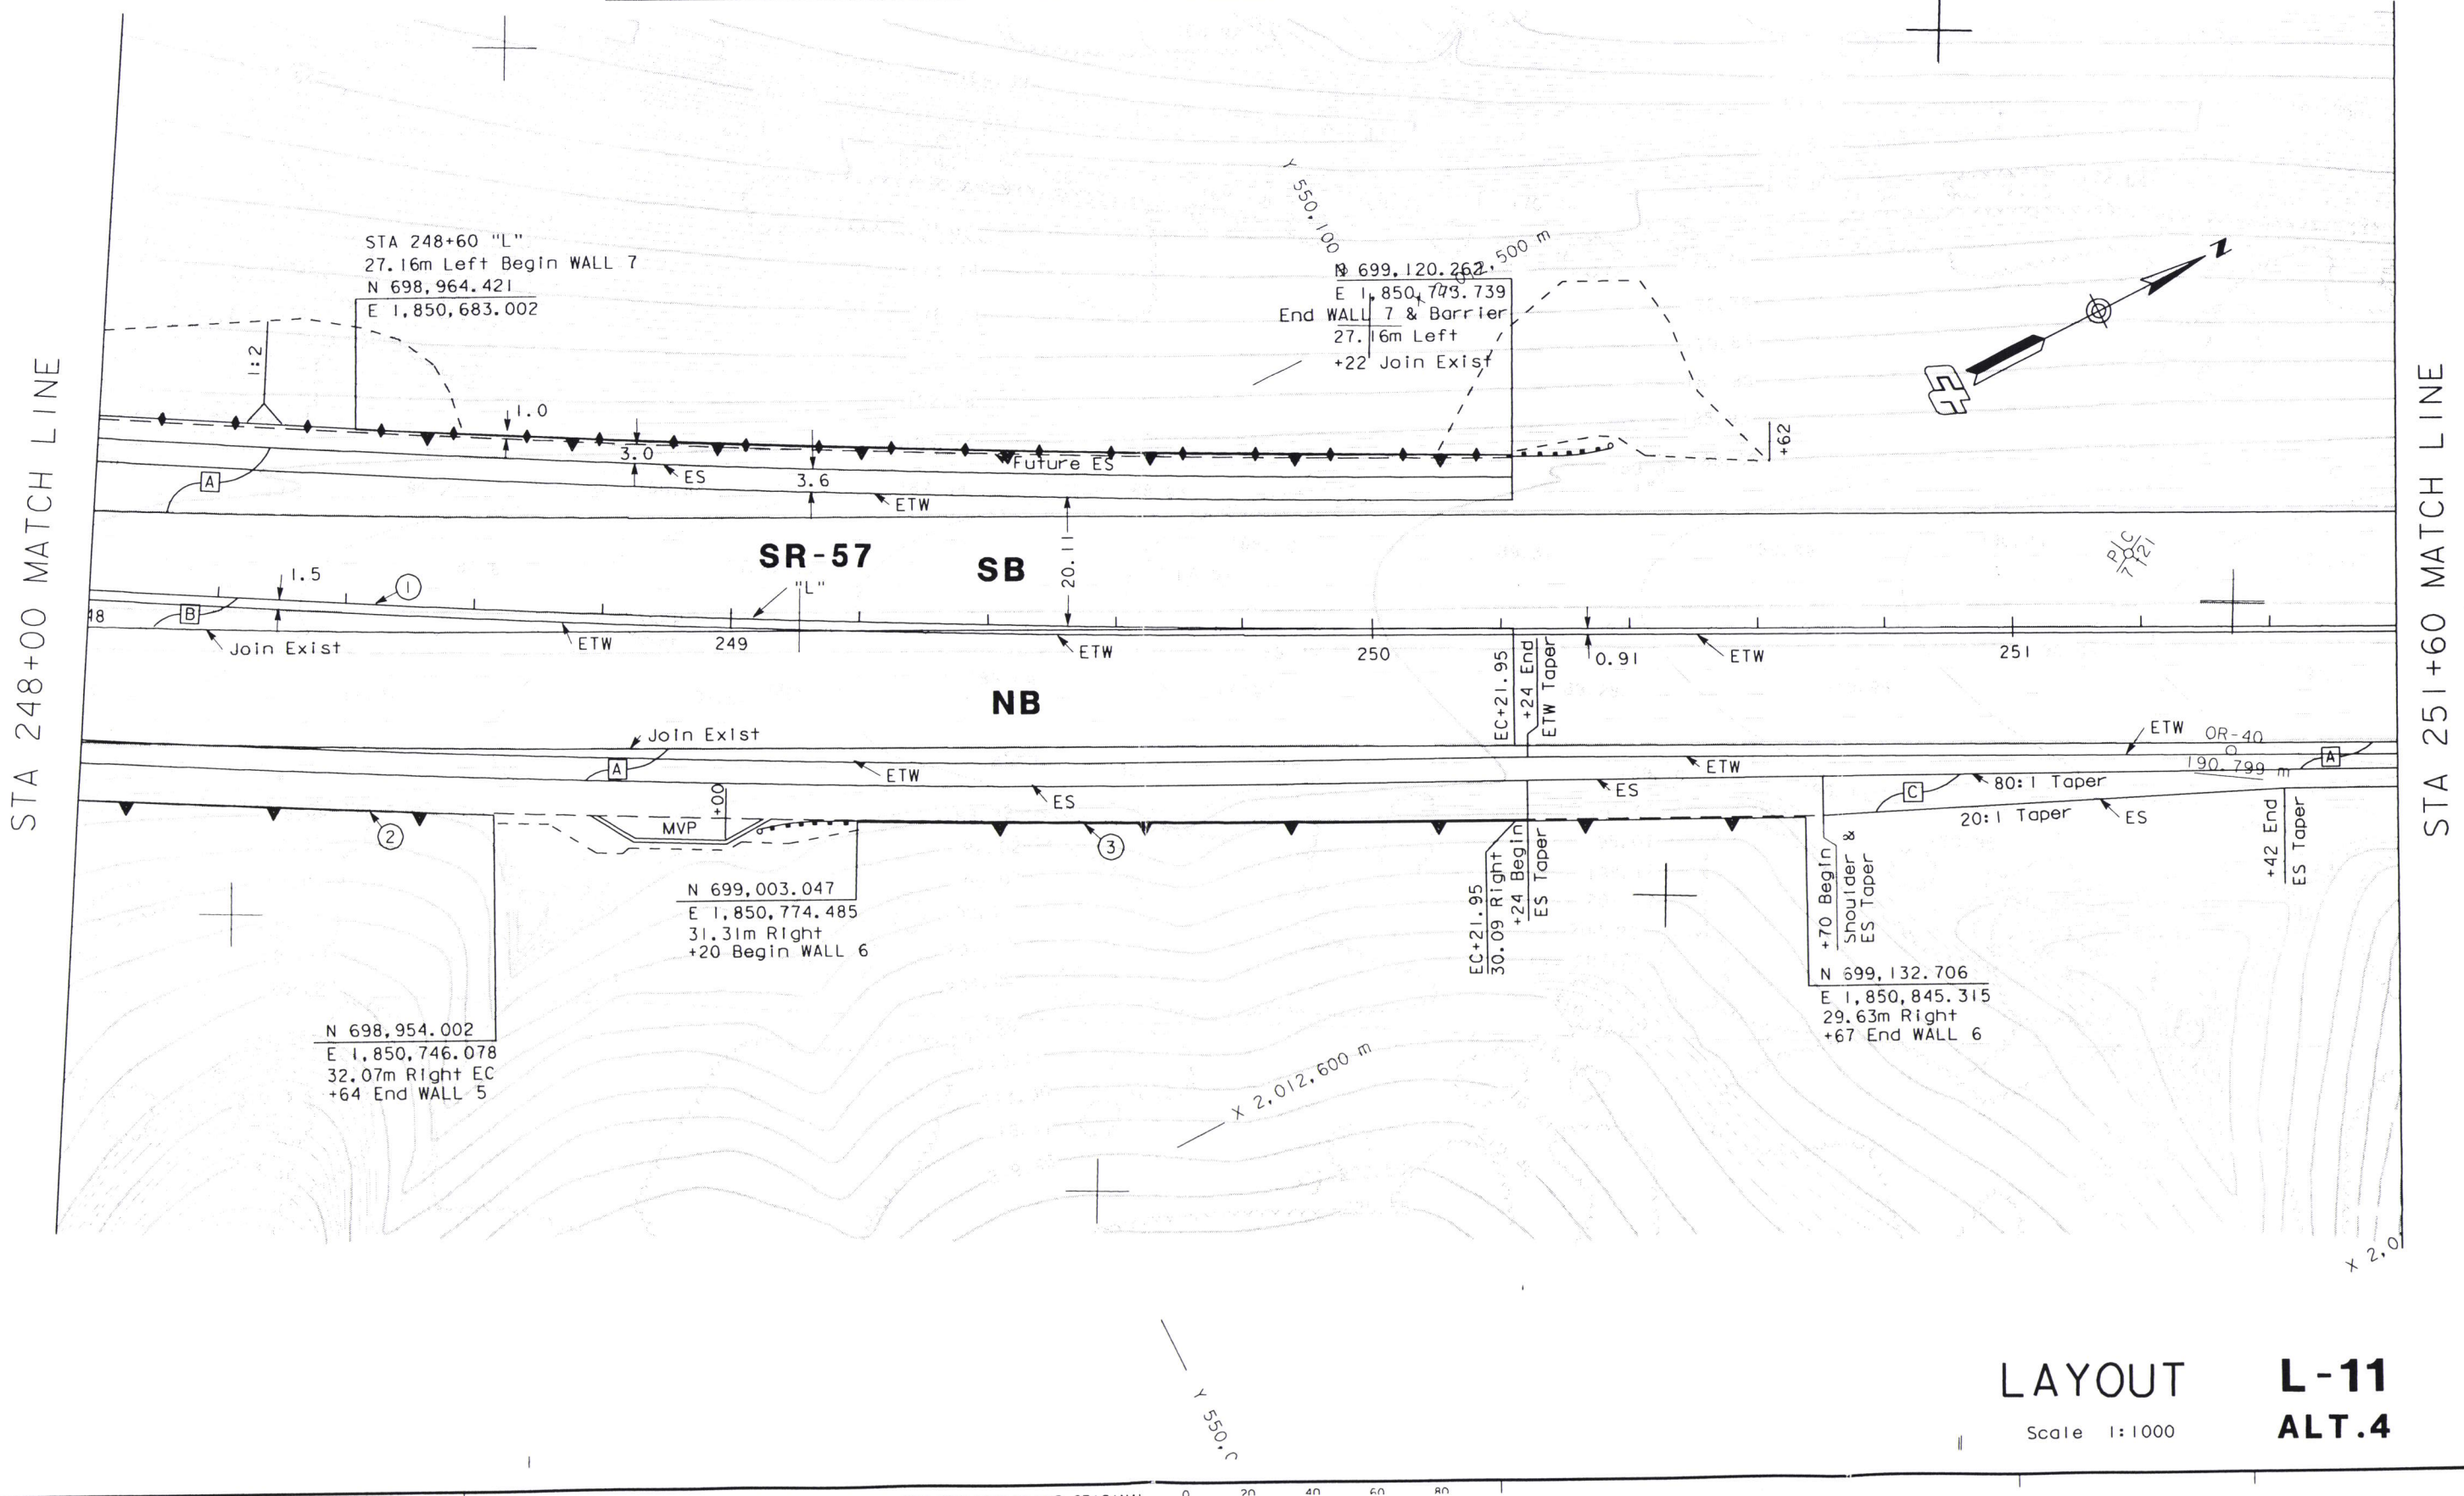 STA 248+00 MATCH LINE
STA 251+60 MATCH LINE
STA 248+60 "L"
27.16m Left Begin WALL 7
N 698,964.421
E 1,850,683.002
1:2
Y 550,100
N 699,120.262
E 1,850,773.739
End WALL 7 & Barrier
27.16m Left
+22 Join Exist
N
+62
1.0
3.0
ES
3.6
Future ES
ETW
A
SR-57
SB
20.11
"L"
1.5
1
B
48
Join Exist
ETW
249
ETW
250
EC+21.95
+24 End
ETW Taper
0.91
ETW
251
NB
Join Exist
A
ETW
ES
ETW
ES
ETW
OR-40
190.799 m
A
C
80:1 Taper
20:1 Taper
ES
2
+00
MVP
3
N 699,003.047
E 1,850,774.485
31.31m Right
+20 Begin WALL 6
EC+21.95
30.09 Right
+24 Begin
ES Taper
+70 Begin
Shoulder &
ES Taper
+42 End
ES Taper
N 699,132.706
E 1,850,845.315
29.63m Right
+67 End WALL 6
N 698,954.002
E 1,850,746.078
32.07m Right EC
+64 End WALL 5
X 2,012,600 m
X 2,0
Y 550,0
LAYOUT L-11
Scale 1:1000 ALT.4
0 20 40 60 80